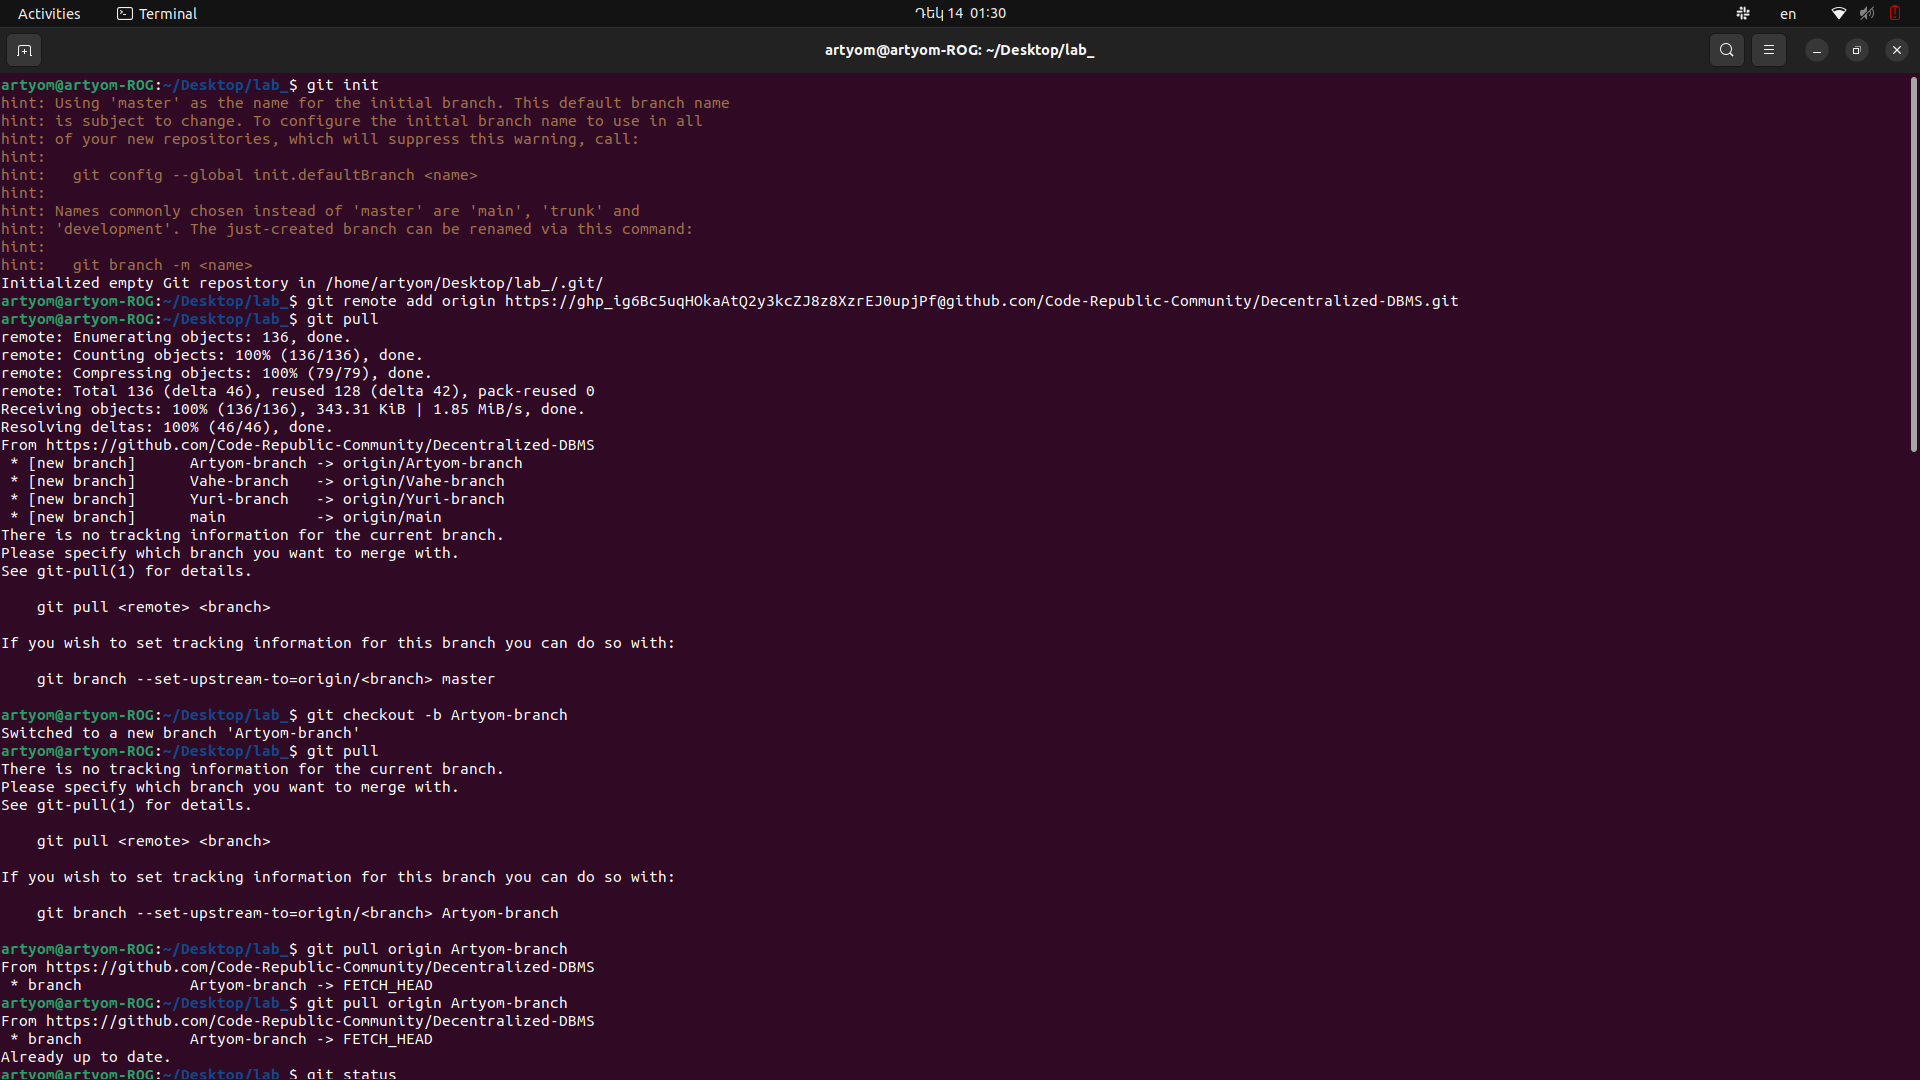 Activities
Terminal
Դեկ 14 01:30
en
artyom@artyom-ROG: ~/Desktop/lab_
artyom@artyom-ROG:~/Desktop/lab_$ git init
hint: Using 'master' as the name for the initial branch. This default branch name
hint: is subject to change. To configure the initial branch name to use in all
hint: of your new repositories, which will suppress this warning, call:
hint:
hint:   git config --global init.defaultBranch <name>
hint:
hint: Names commonly chosen instead of 'master' are 'main', 'trunk' and
hint: 'development'. The just-created branch can be renamed via this command:
hint:
hint:   git branch -m <name>
Initialized empty Git repository in /home/artyom/Desktop/lab_/.git/
artyom@artyom-ROG:~/Desktop/lab_$ git remote add origin https://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@github.com/Code-Republic-Community/Decentralized-DBMS.git
artyom@artyom-ROG:~/Desktop/lab_$ git pull
remote: Enumerating objects: 136, done.
remote: Counting objects: 100% (136/136), done.
remote: Compressing objects: 100% (79/79), done.
remote: Total 136 (delta 46), reused 128 (delta 42), pack-reused 0
Receiving objects: 100% (136/136), 343.31 KiB | 1.85 MiB/s, done.
Resolving deltas: 100% (46/46), done.
From https://github.com/Code-Republic-Community/Decentralized-DBMS
 * [new branch]      Artyom-branch -> origin/Artyom-branch
 * [new branch]      Vahe-branch   -> origin/Vahe-branch
 * [new branch]      Yuri-branch   -> origin/Yuri-branch
 * [new branch]      main          -> origin/main
There is no tracking information for the current branch.
Please specify which branch you want to merge with.
See git-pull(1) for details.
    git pull <remote> <branch>
If you wish to set tracking information for this branch you can do so with:
    git branch --set-upstream-to=origin/<branch> master
artyom@artyom-ROG:~/Desktop/lab_$ git checkout -b Artyom-branch
Switched to a new branch 'Artyom-branch'
artyom@artyom-ROG:~/Desktop/lab_$ git pull
There is no tracking information for the current branch.
Please specify which branch you want to merge with.
See git-pull(1) for details.
    git pull <remote> <branch>
If you wish to set tracking information for this branch you can do so with:
    git branch --set-upstream-to=origin/<branch> Artyom-branch
artyom@artyom-ROG:~/Desktop/lab_$ git pull origin Artyom-branch
From https://github.com/Code-Republic-Community/Decentralized-DBMS
 * branch            Artyom-branch -> FETCH_HEAD
artyom@artyom-ROG:~/Desktop/lab_$ git pull origin Artyom-branch
From https://github.com/Code-Republic-Community/Decentralized-DBMS
 * branch            Artyom-branch -> FETCH_HEAD
Already up to date.
artyom@artyom-ROG:~/Desktop/lab_$ git status